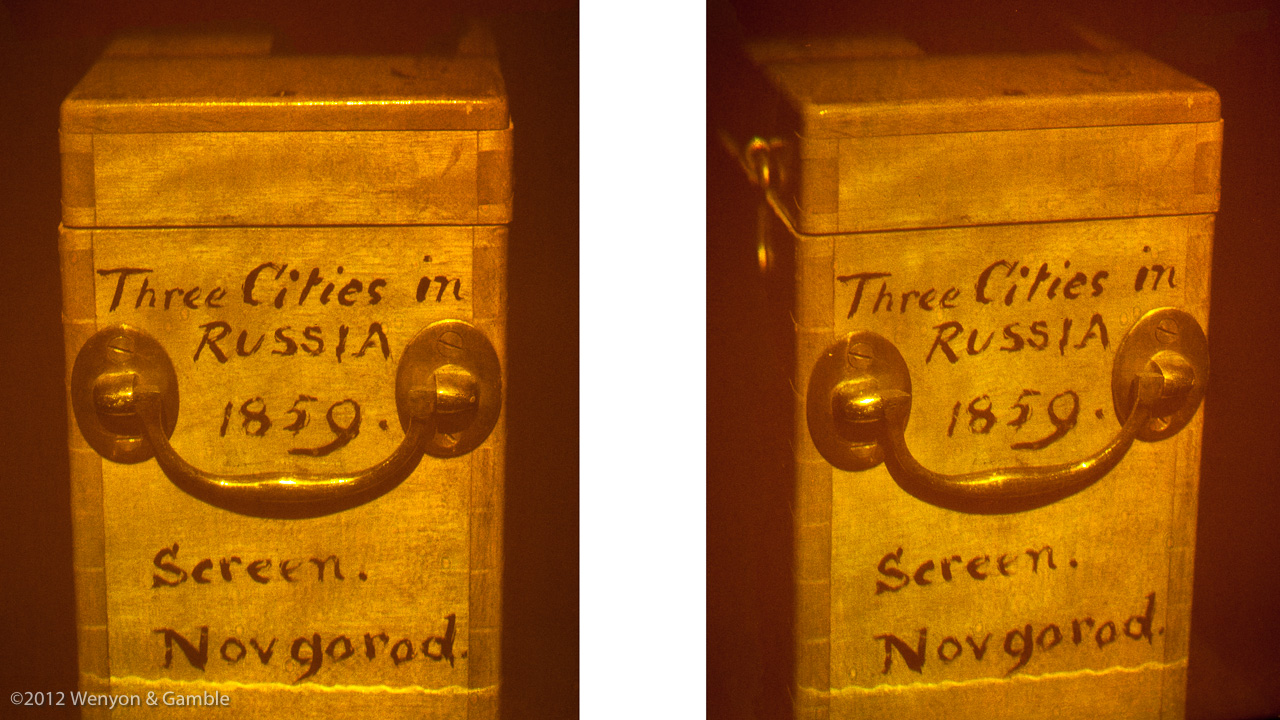 Three Cities in
RUSSIA
1859.
Screen.
Novgorod.
Three Cities in
RUSSIA
1859.
Screen.
Novgorod.
©2012 Wenyon & Gamble